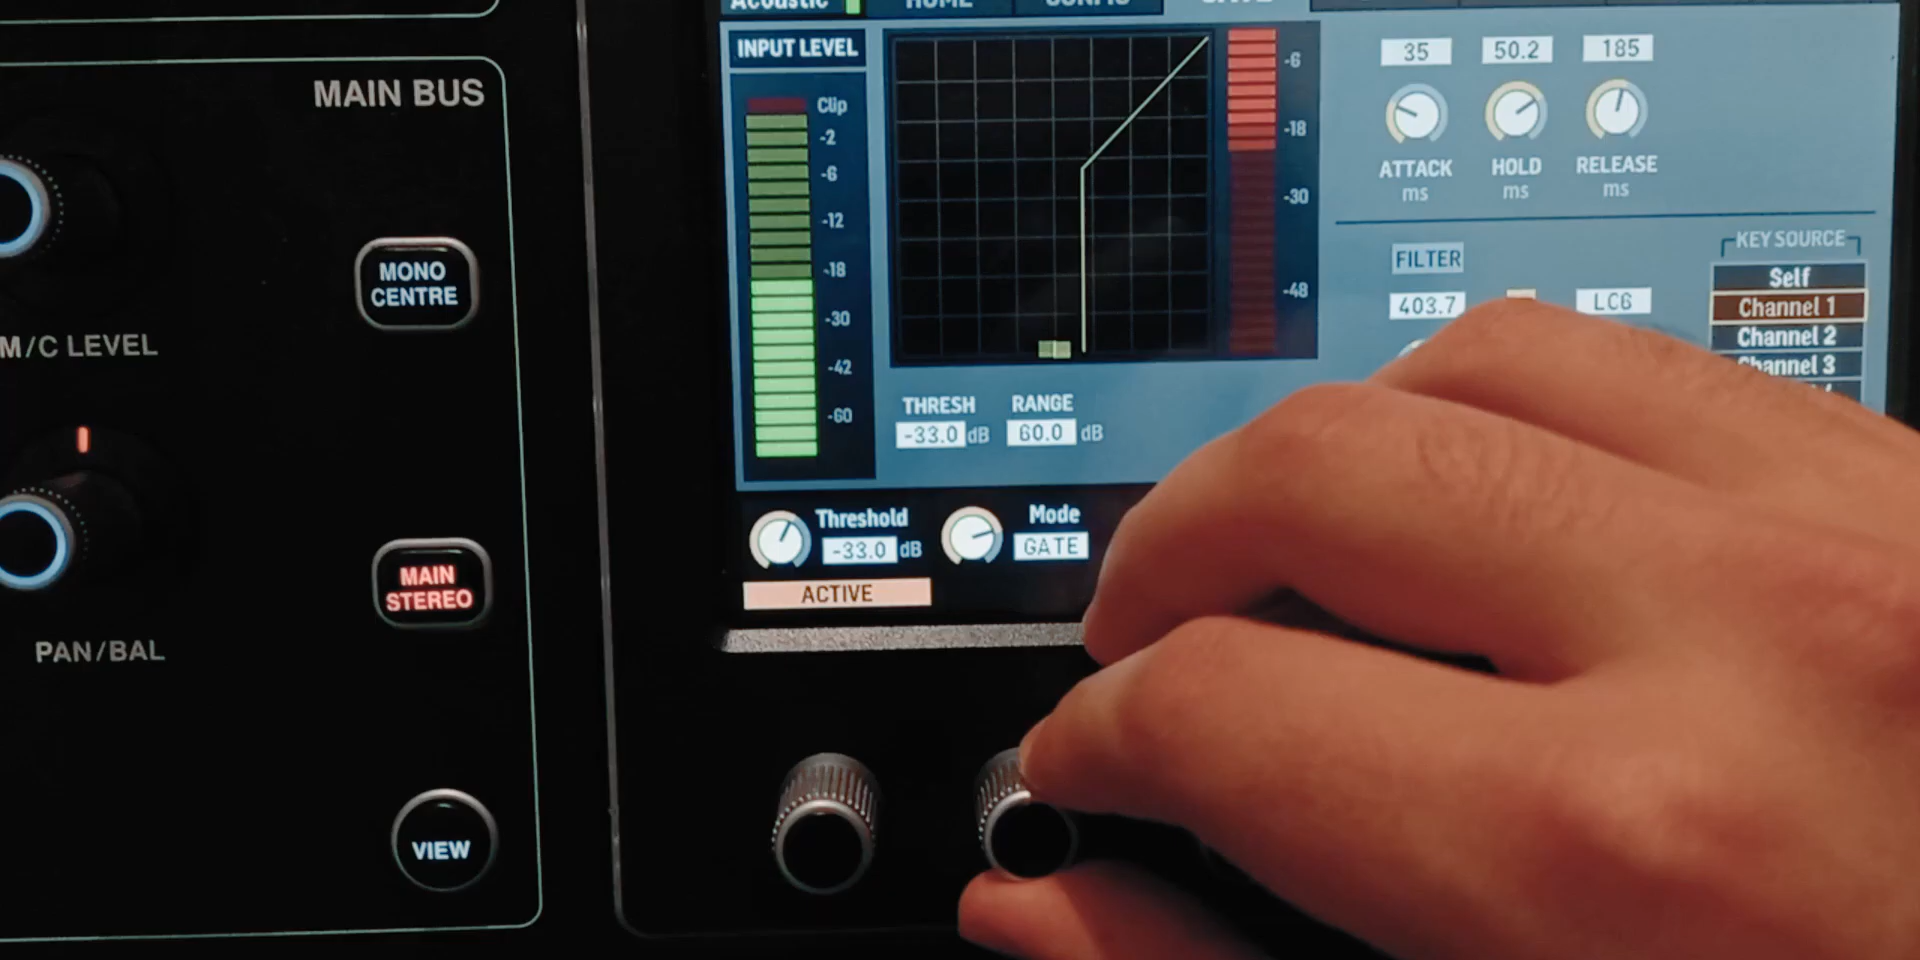 MAIN BUS
MONO
CENTRE
M/C LEVEL
PAN/BAL
MAIN
STEREO
VIEW
Acoustic
HOME
CONFIG
GATE
INPUT LEVEL
Clip
-2
-6
-12
-18
-30
-42
-60
-6
-18
-30
-48
THRESH RANGE
-33.0 dB 60.0 dB
Threshold
-33.0 dB
ACTIVE
Mode
GATE
35 50.2 185
ATTACK HOLD RELEASE
ms ms ms
FILTER
403.7
LC6
KEY SOURCE
Self
Channel 1
Channel 2
Channel 3